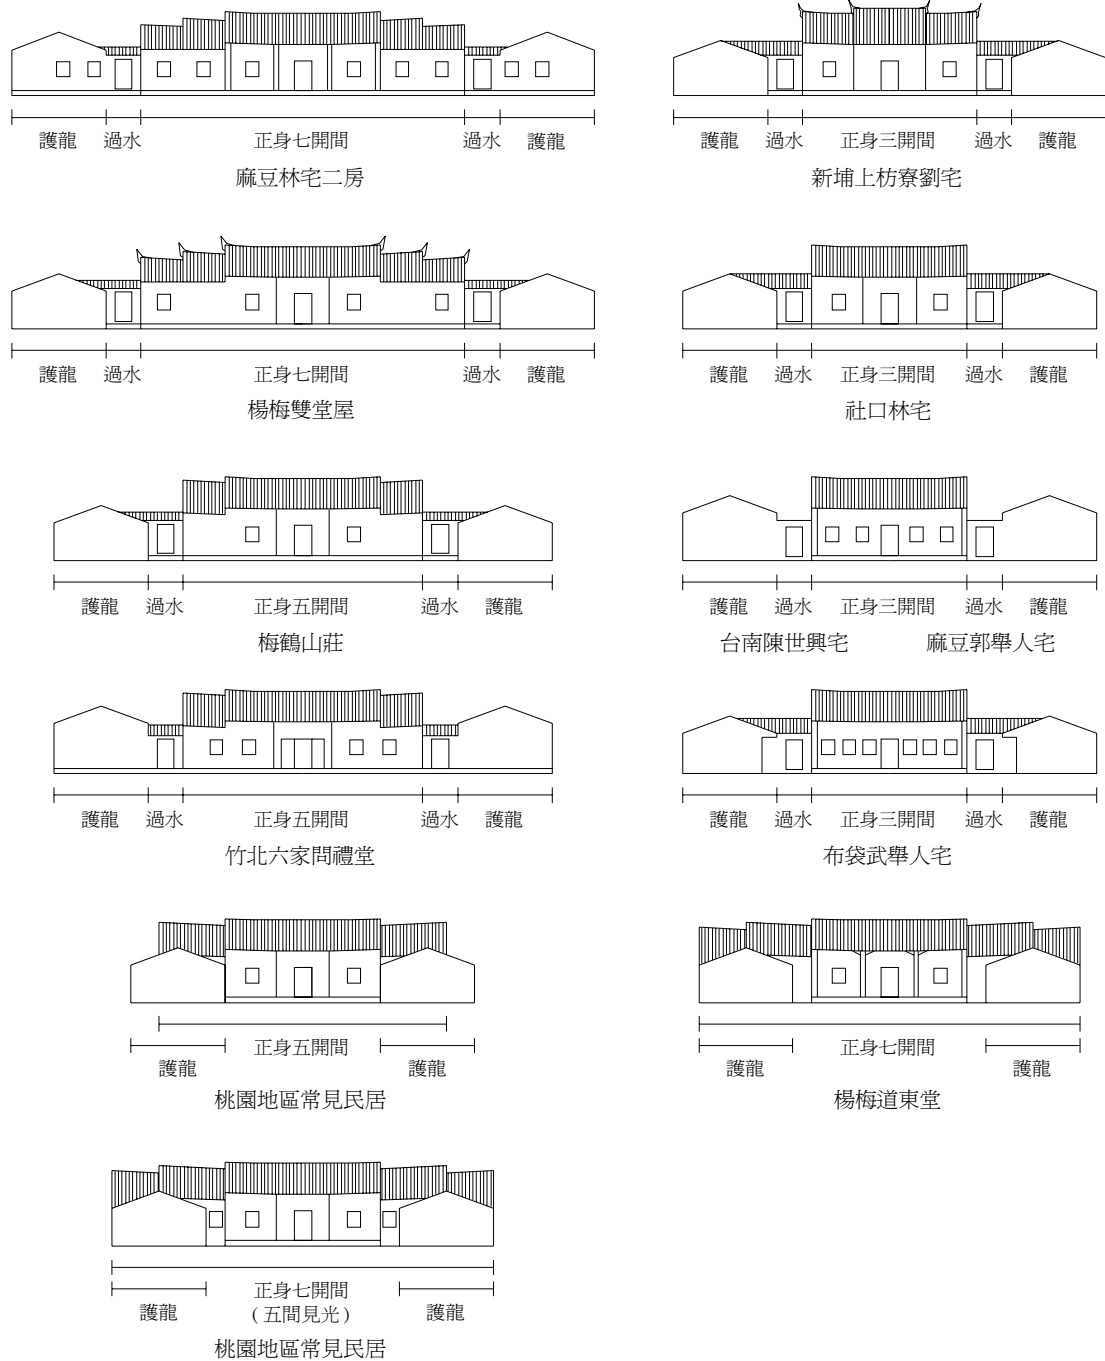 護龍 過水 正身七開間 過水 護龍
麻豆林宅二房
護龍 過水 正身三開間 過水 護龍
新埔上枋寮劉宅
護龍 過水 正身七開間 過水 護龍
楊梅雙堂屋
護龍 過水 正身三開間 過水 護龍
社口林宅
護龍 過水 正身五開間 過水 護龍
梅鶴山莊
護龍 過水 正身三開間 過水 護龍
台南陳世興宅 麻豆郭舉人宅
護龍 過水 正身五開間 過水 護龍
竹北六家問禮堂
護龍 過水 正身三開間 過水 護龍
布袋武舉人宅
正身五開間
護龍 護龍
桃園地區常見民居
正身七開間
護龍 護龍
楊梅道東堂
正身七開間
護龍 (五間見光) 護龍
桃園地區常見民居